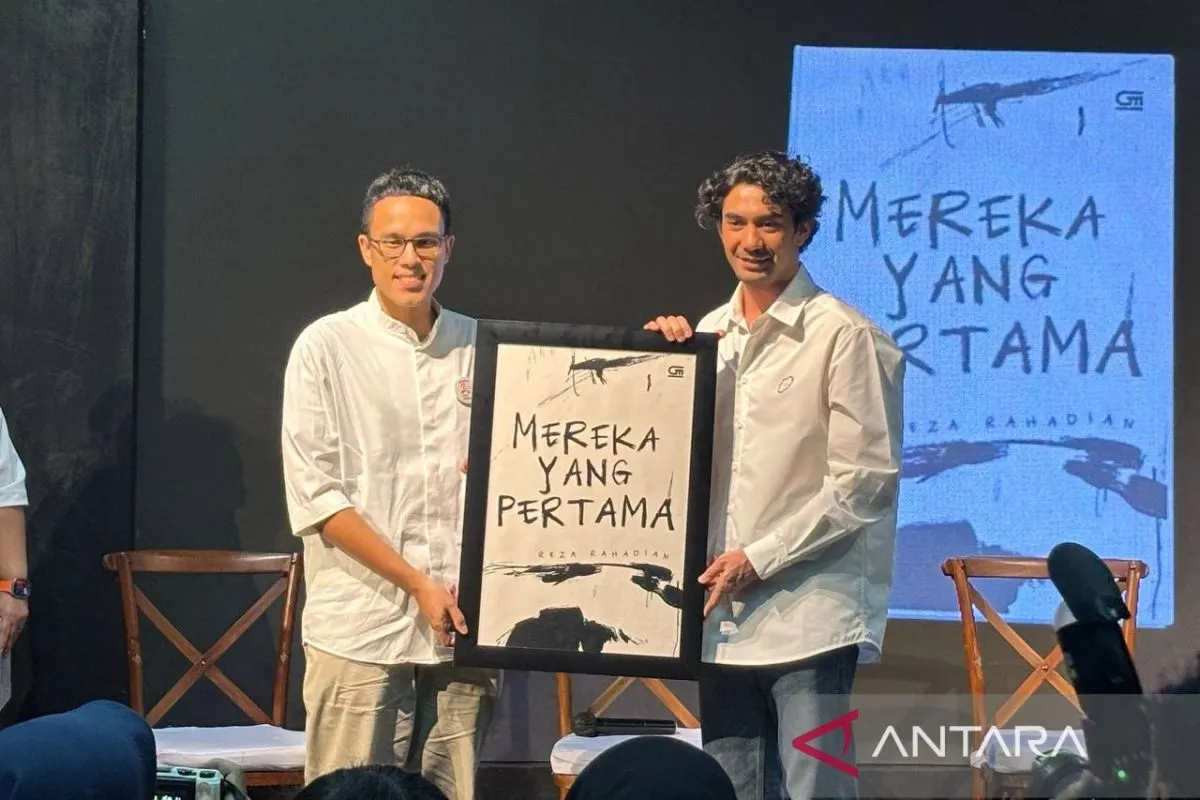 MEREKA
YANG
PERTAMA
REZA RAHADIAN
GM
MEREKA
YANG
RTAMA
EZA RAHADIAN
GM
ANTARA